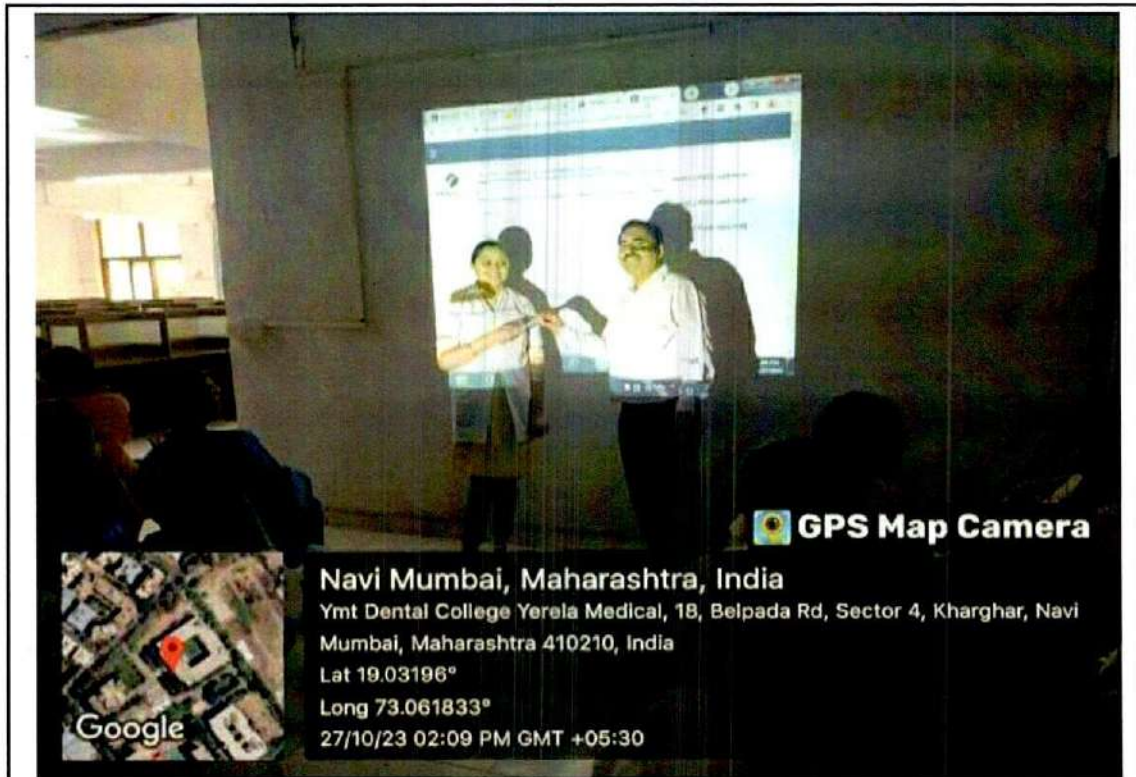 GPS Map Camera
Navi Mumbai, Maharashtra, India
Ymt Dental College Yerela Medical, 18, Belpada Rd, Sector 4, Kharghar, Navi
Mumbai, Maharashtra 410210, India
Lat 19.03196°
Long 73.061833°
27/10/23 02:09 PM GMT +05:30
Google